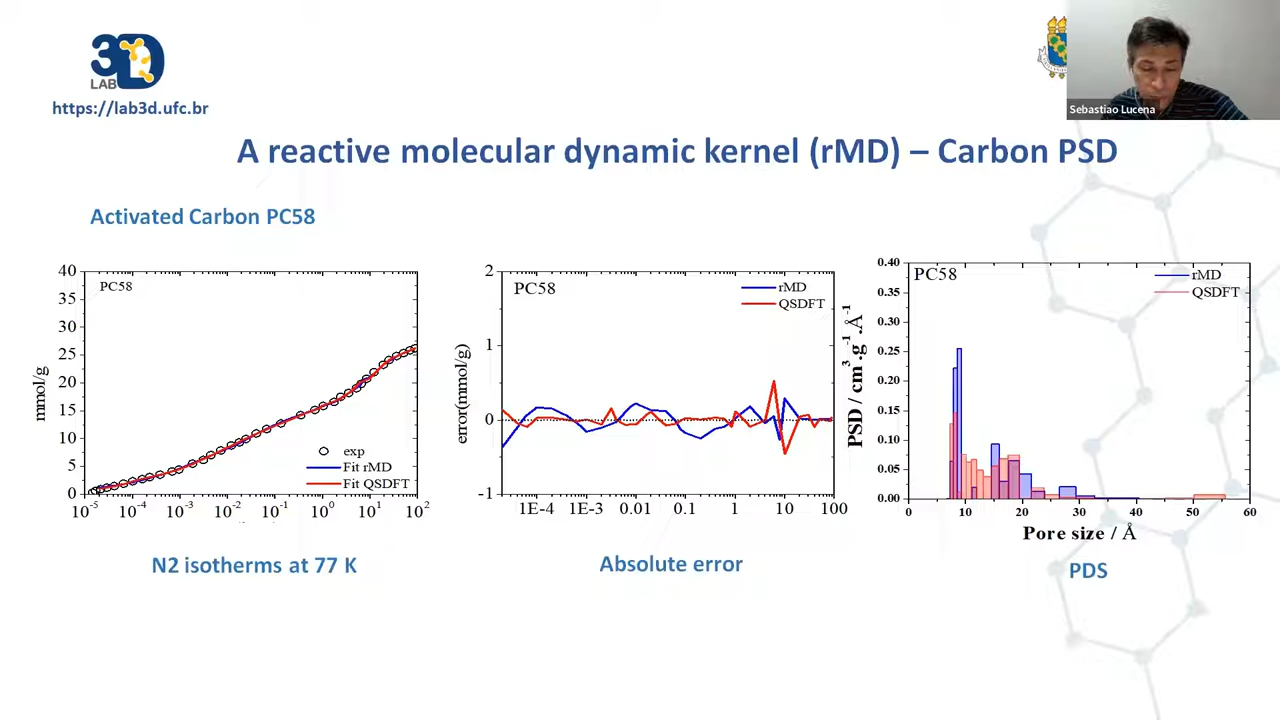 3D
LAB
https://lab3d.ufc.br
Sebastiao Lucena
A reactive molecular dynamic kernel (rMD) – Carbon PSD
Activated Carbon PC58
PC58
mmol/g
40
35
30
25
20
15
10
5
0
exp
Fit rMD
Fit QSDFT
10⁻⁵ 10⁻⁴ 10⁻³ 10⁻² 10⁻¹ 10⁰ 10¹ 10²
N2 isotherms at 77 K
PC58
rMD
QSDFT
error(mmol/g)
2
1
0
-1
1E-4 1E-3 0.01 0.1 1 10 100
Absolute error
PC58
rMD
QSDFT
PSD / cm³.g⁻¹.Å⁻¹
0.40
0.35
0.30
0.25
0.20
0.15
0.10
0.05
0.00
0 10 20 30 40 50 60
Pore size / Å
PDS